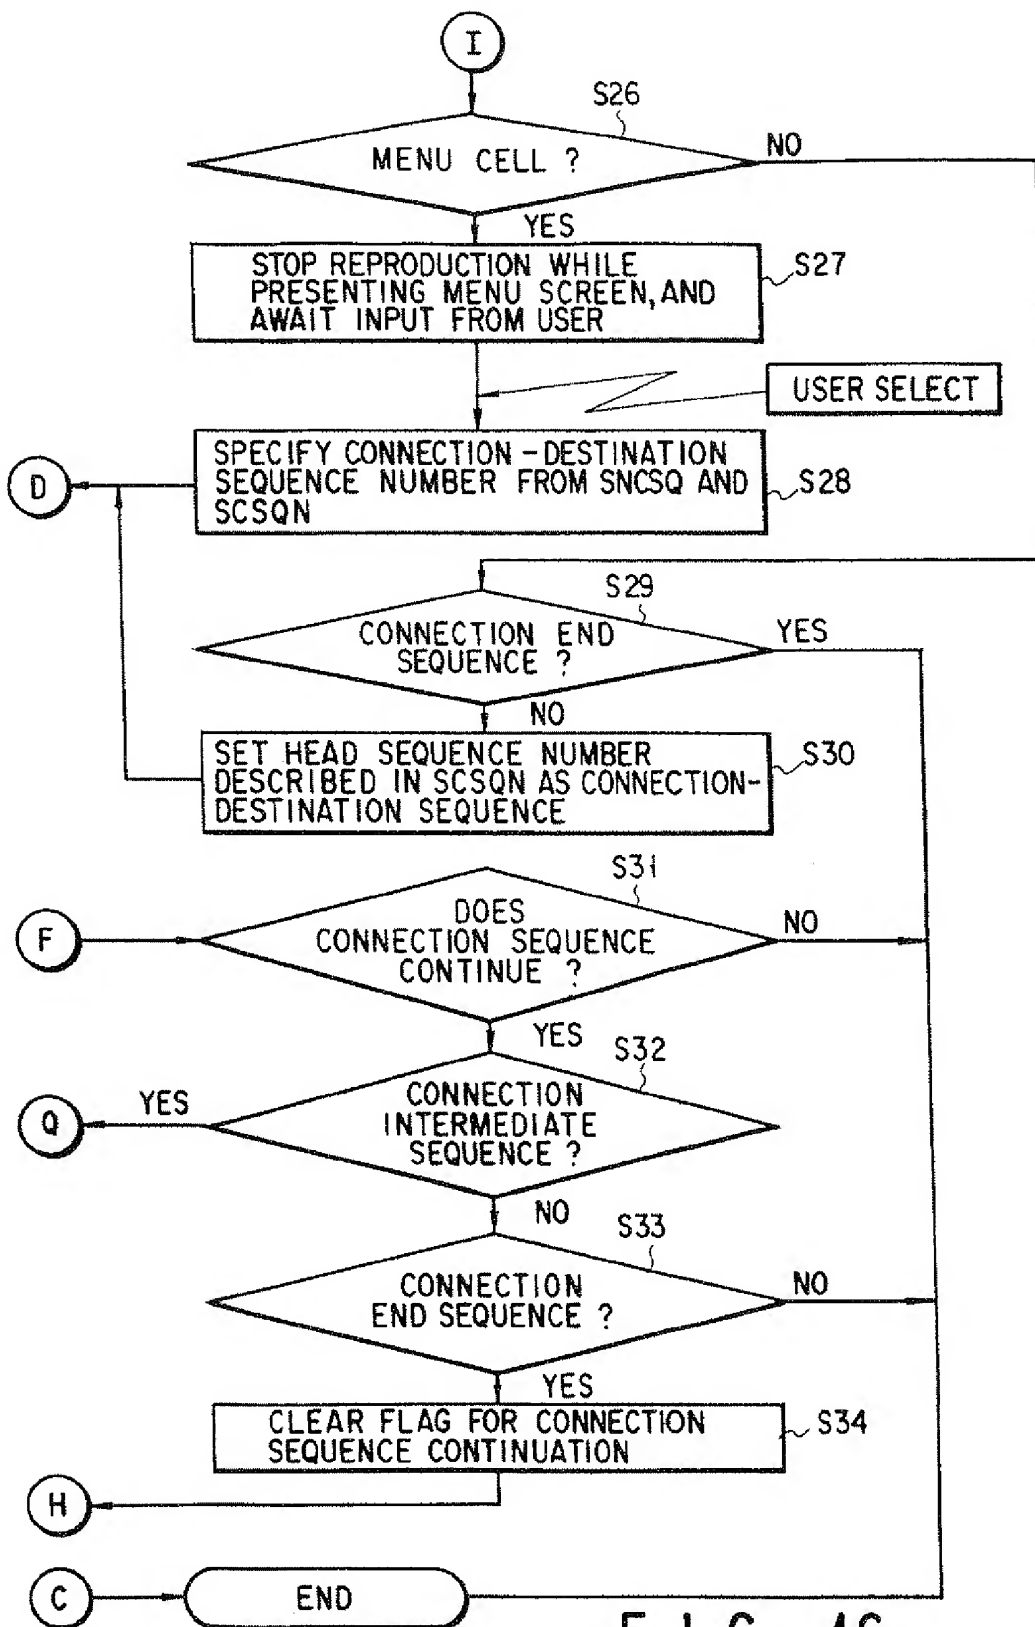 I
S26
MENU CELL ?
NO
YES
STOP REPRODUCTION WHILE
PRESENTING MENU SCREEN, AND
AWAIT INPUT FROM USER
S27
USER SELECT
SPECIFY CONNECTION - DESTINATION
SEQUENCE NUMBER FROM SNCSQ AND
SCSQN
S28
D
S29
CONNECTION END
SEQUENCE ?
YES
NO
SET HEAD SEQUENCE NUMBER
DESCRIBED IN SCSQN AS CONNECTION-
DESTINATION SEQUENCE
S30
S31
F
DOES
CONNECTION SEQUENCE
CONTINUE ?
NO
YES
S32
CONNECTION
INTERMEDIATE
SEQUENCE ?
YES
Q
NO
S33
CONNECTION
END SEQUENCE ?
NO
YES
CLEAR FLAG FOR CONNECTION
SEQUENCE CONTINUATION
S34
H
C
END